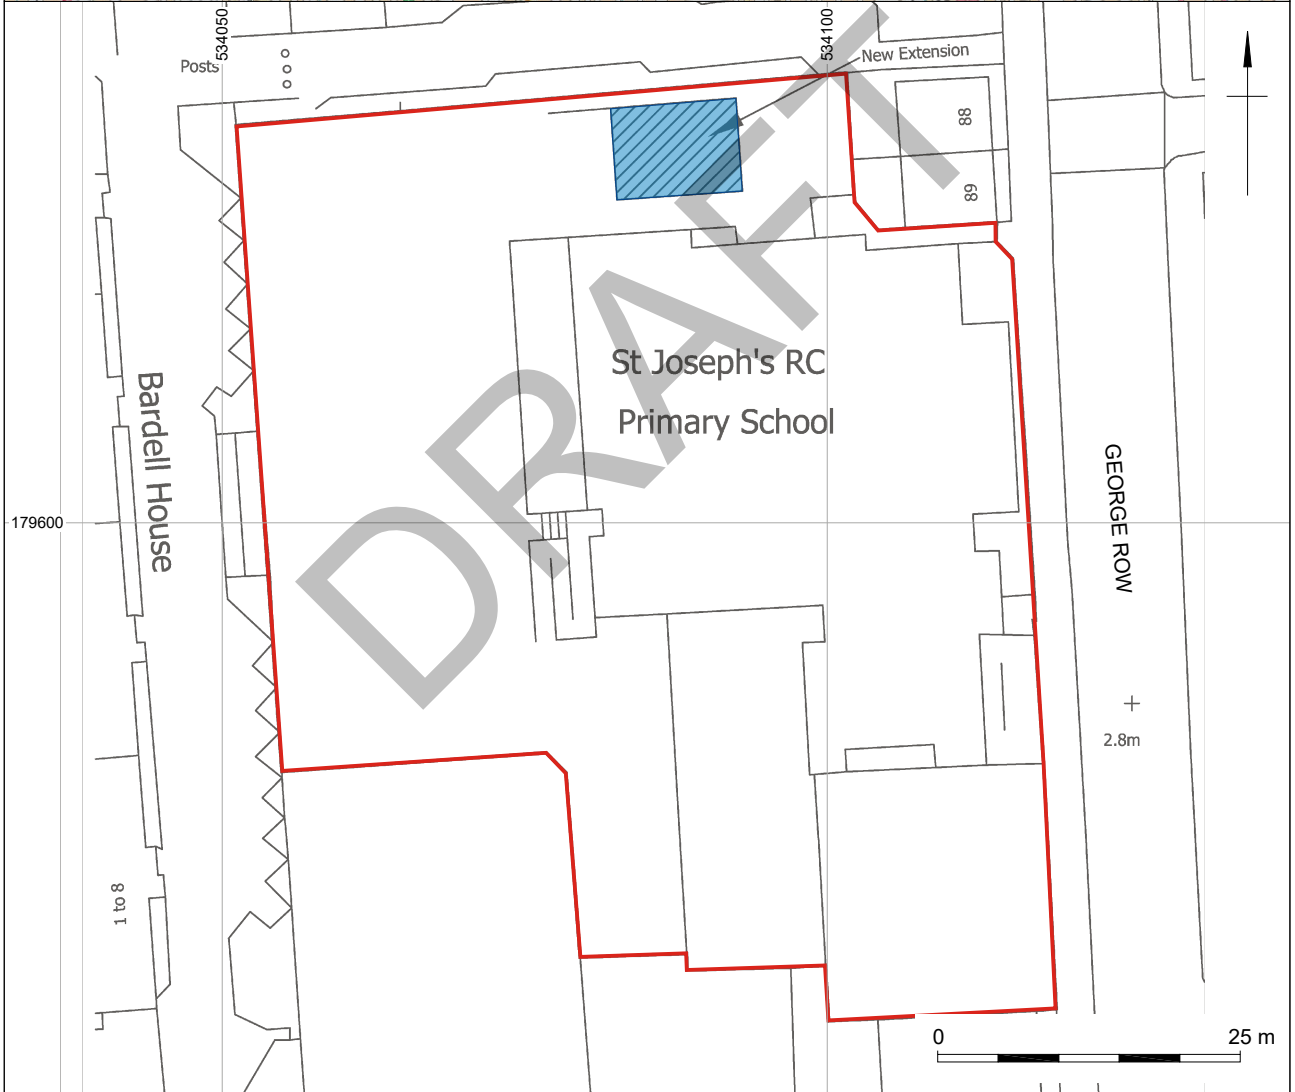 534050
534100
Posts
New Extension
88
89
St Joseph's RC
Primary School
Bardell House
179600
GEORGE ROW
2.8m
1 to 8
0 25 m
DRAFT